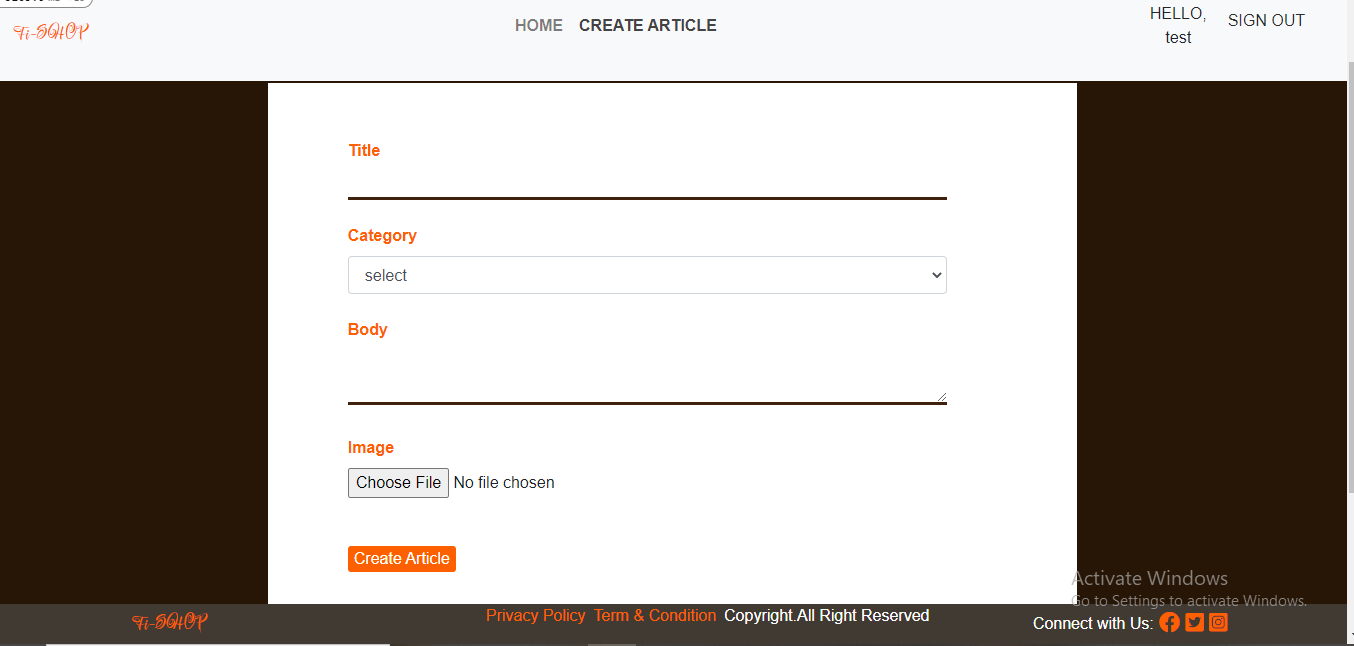 Fi-SHOP
HOME CREATE ARTICLE
HELLO,
test
SIGN OUT
Title
Category
select
Body
Image
Choose File No file chosen
Create Article
Activate Windows
Go to Settings to activate Windows.
Fi-SHOP
Privacy Policy Term & Condition Copyright.All Right Reserved
Connect with Us: